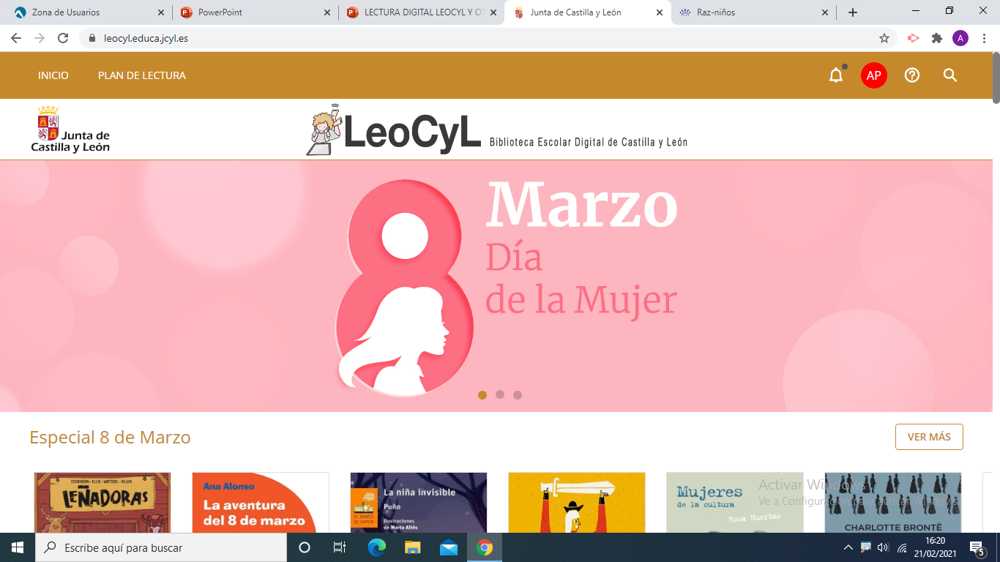 Zona de Usuarios
PowerPoint
LECTURA DIGITAL LEOCYL Y OT
Junta de Castilla y León
Raz-niños
leocyl.educa.jcyl.es
A
INICIO
PLAN DE LECTURA
AP
Junta de
Castilla y León
LeoCyL Biblioteca Escolar Digital de Castilla y León
8
Marzo
Día
de la Mujer
Especial 8 de Marzo
VER MÁS
STEVENSON - ELLIS - WATTERS - ALLEN
LEÑADORAS
Ana Alonso
La aventura
del 8 de marzo
La niña invisible
Puño
Ilustraciones
de Marta Altés
EL BARCO
DE VAPOR
Mujeres
de la cultura
Rosa Huertas
CHARLOTTE BRONTË
Activar Windows
Ve a Configuración para activar Windows.
Escribe aquí para buscar
16:20
21/02/2021
5